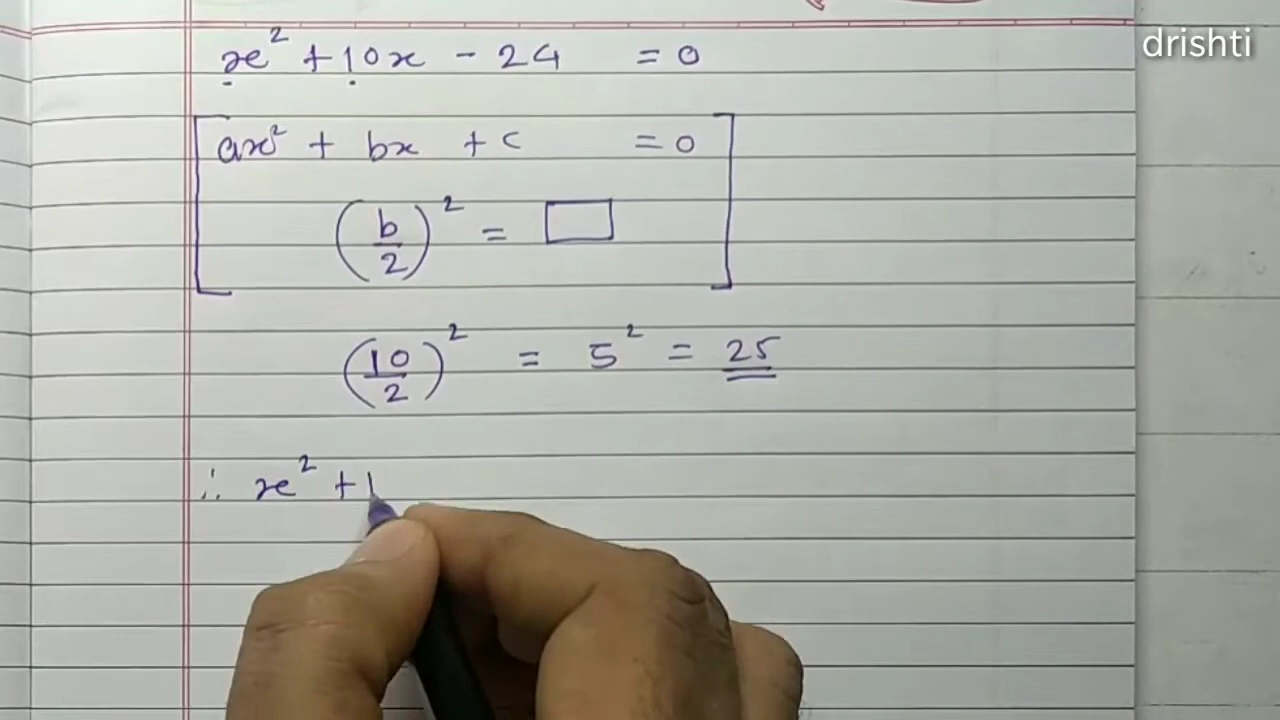 drishti
x² + 10x - 24 = 0
ax² + bx + c = 0
(b/2)² = □
(10/2)² = 5² = 25
∴ x² + 1